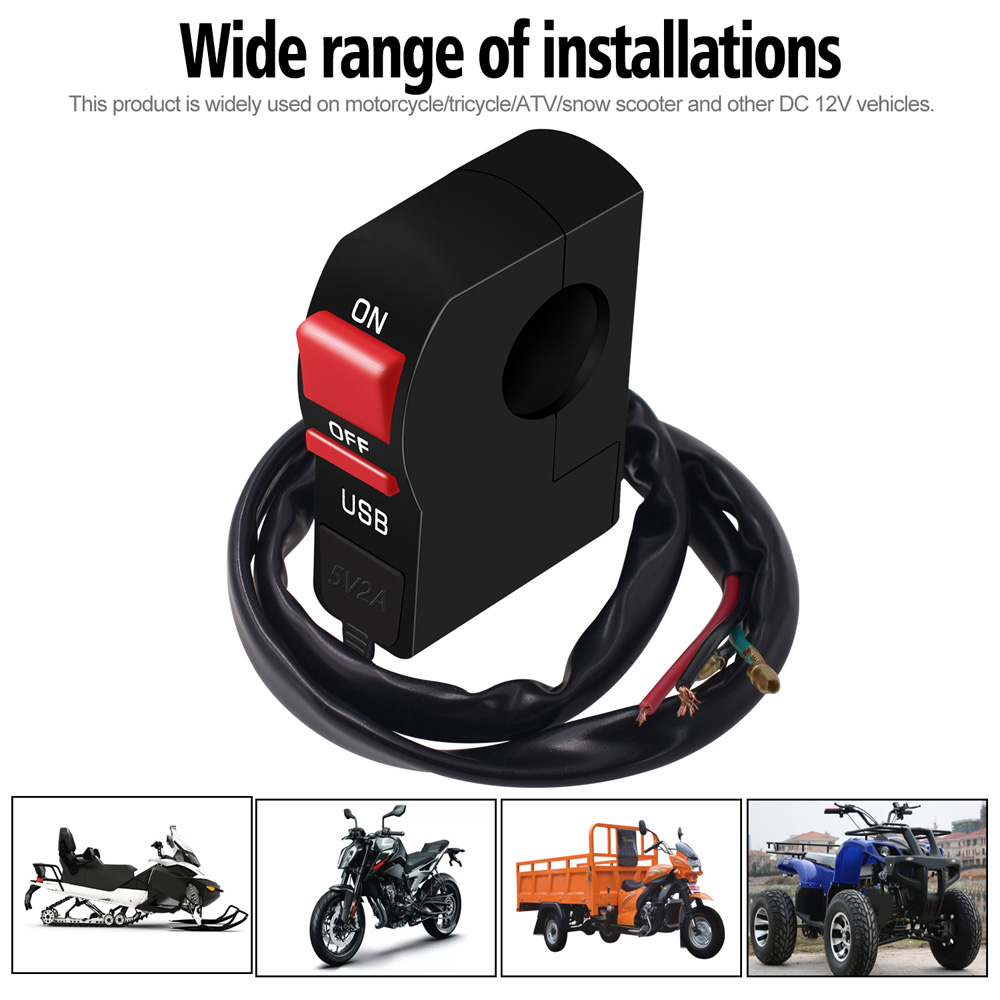 Wide range of installations
This product is widely used on motorcycle/tricycle/ATV/snow scooter and other DC 12V vehicles.
ON
OFF
USB
5V2A